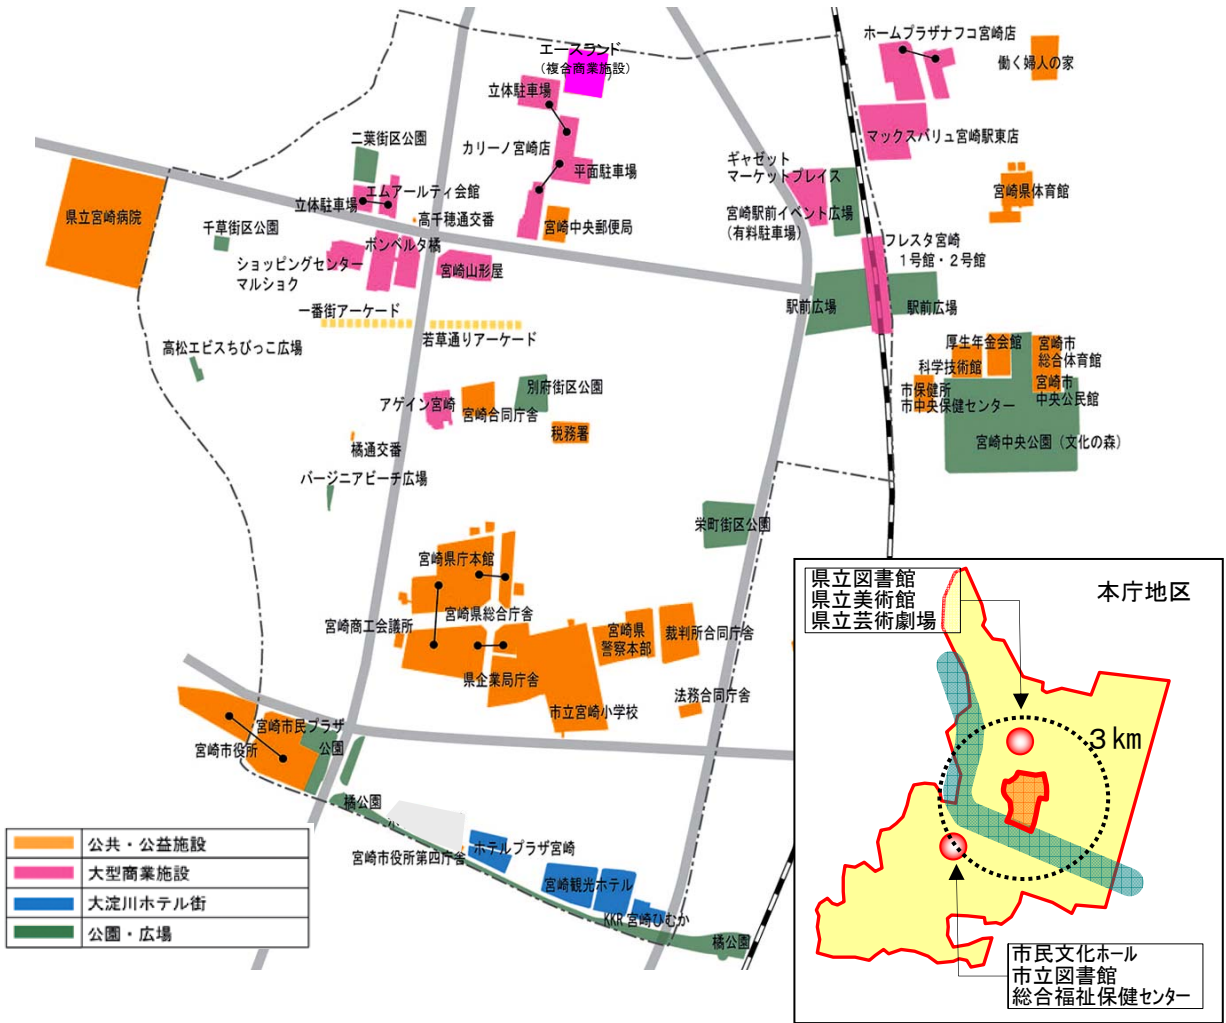 ホームプラザナフコ宮崎店
エースランド
(複合商業施設)
働く婦人の家
立体駐車場
二葉街区公園
カリーノ宮崎店
マックスバリュ宮崎駅東店
ギャゼット
マーケットプレイス
平面駐車場
エムアールティ会館
立体駐車場
宮崎県体育館
県立宮崎病院
高千穂通交番
宮崎中央郵便局
宮崎駅前イベント広場
(有料駐車場)
千草街区公園
ボンベルタ橘
フレスタ宮崎
1号館・2号館
ショッピングセンター
マルショク
宮崎山形屋
一番街アーケード
駅前広場
駅前広場
若草通りアーケード
高松エビスちびっこ広場
厚生年金会館
宮崎市
総合体育館
科学技術館
宮崎市
中央公民館
市保健所
市中央保健センター
別府街区公園
アゲイン宮崎
宮崎合同庁舎
税務署
宮崎中央公園(文化の森)
橘通交番
バージニアビーチ広場
栄町街区公園
宮崎県庁本館
宮崎県総合庁舎
宮崎商工会議所
宮崎県
警察本部
裁判所合同庁舎
県企業局庁舎
法務合同庁舎
市立宮崎小学校
宮崎市民プラザ
宮崎市役所
公園
橘公園
宮崎市役所第四庁舎
ホテルプラザ宮崎
宮崎観光ホテル
KKR宮崎ひむか
橘公園
公共・公益施設
大型商業施設
大淀川ホテル街
公園・広場
県立図書館
県立美術館
県立芸術劇場
本庁地区
3km
市民文化ホール
市立図書館
総合福祉保健センター